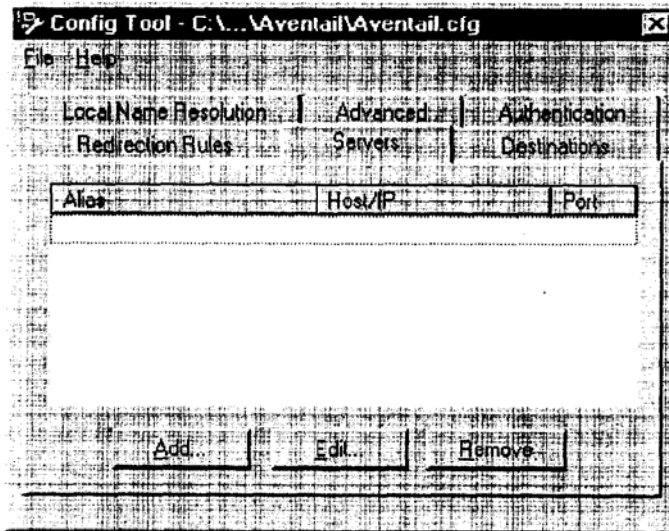 Config Tool - C:\...\Aventail\Aventail.cfg
File Help
Local Name Resolution Advanced Authentication
Redirection Rules Servers Destinations
Alias Host/IP Port
Add... Edit... Remove